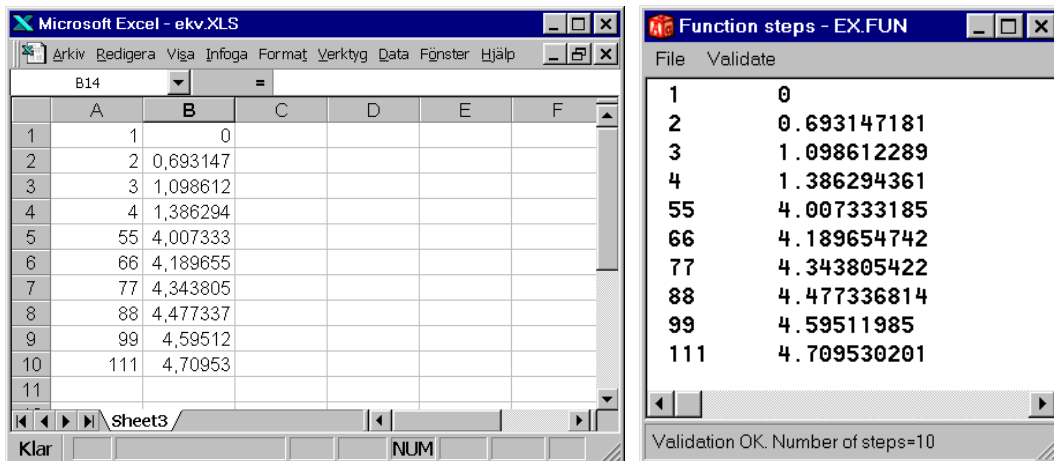 Microsoft Excel - ekv.XLS
Arkiv Redigera Visa Infoga Format Verktyg Data Fönster Hjälp
B14 =
A B C D E F
1 1 0
2 2 0,693147
3 3 1,098612
4 4 1,386294
5 55 4,007333
6 66 4,189655
7 77 4,343805
8 88 4,477337
9 99 4,59512
10 111 4,70953
11
Sheet3
Klar NUM
Function steps - EX.FUN
File Validate
1 0
2 0.693147181
3 1.098612289
4 1.386294361
55 4.007333185
66 4.189654742
77 4.343805422
88 4.477336814
99 4.59511985
111 4.709530201
Validation OK. Number of steps=10